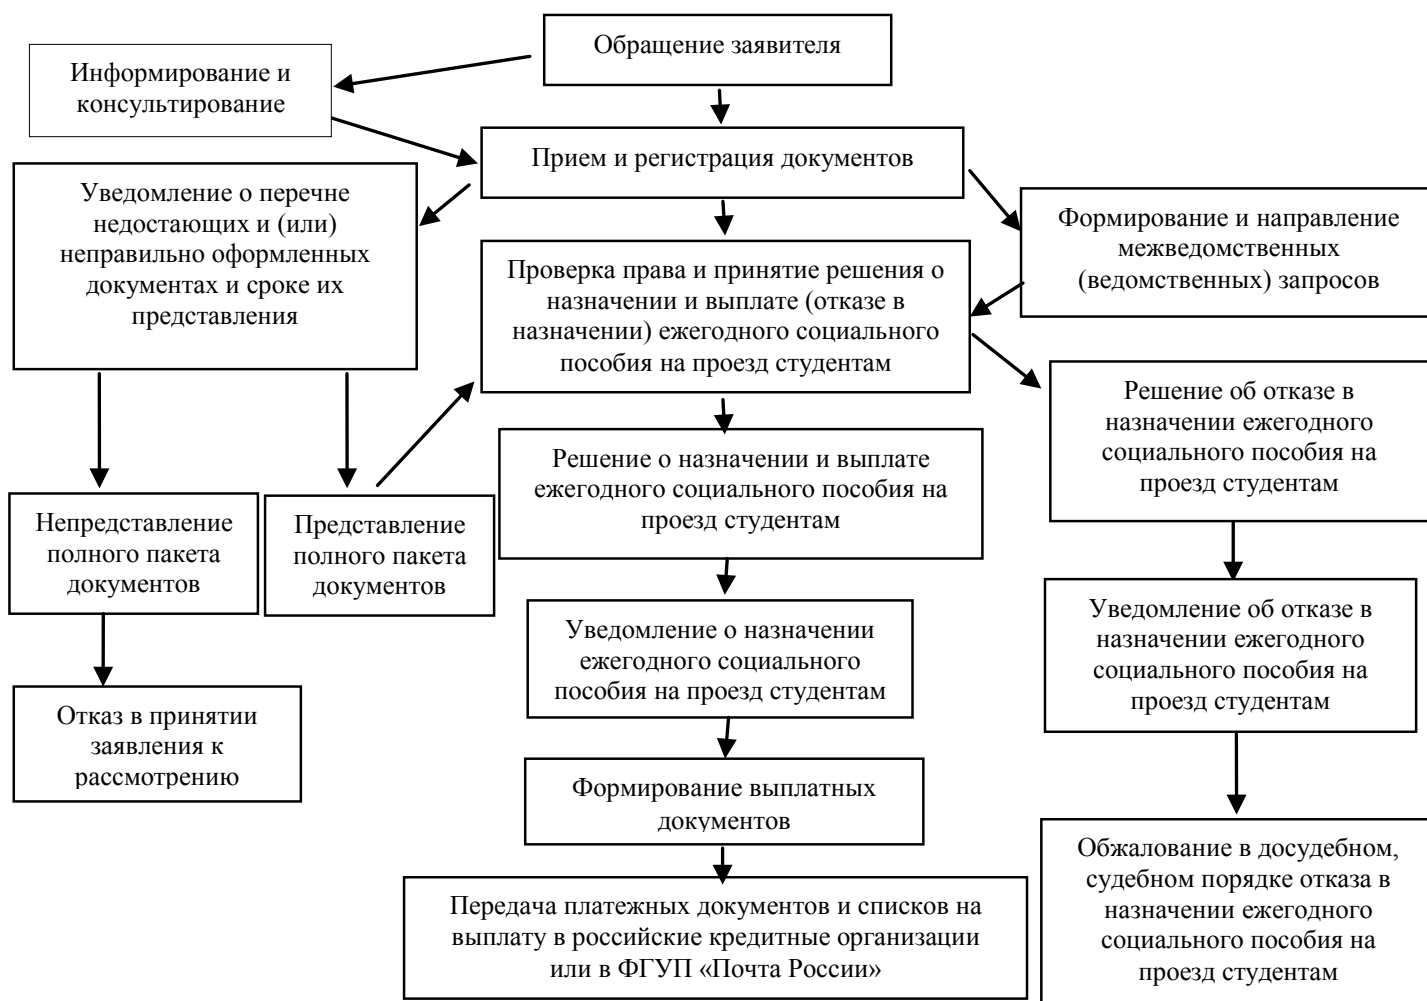 Обращение заявителя
Информирование и
консультирование
Прием и регистрация документов
Уведомление о перечне
недостающих и (или)
неправильно оформленных
документах и сроке их
представления
Формирование и направление
межведомственных
(ведомственных) запросов
Проверка права и принятие решения о
назначении и выплате (отказе в
назначении) ежегодного социального
пособия на проезд студентам
Решение об отказе в
назначении ежегодного
социального пособия на
проезд студентам
Решение о назначении и выплате
ежегодного социального пособия на
проезд студентам
Непредставление
полного пакета
документов
Представление
полного пакета
документов
Уведомление о назначении
ежегодного социального
пособия на проезд студентам
Уведомление об отказе в
назначении ежегодного
социального пособия на
проезд студентам
Отказ в принятии
заявления к
рассмотрению
Формирование выплатных
документов
Обжалование в досудебном,
судебном порядке отказа в
назначении ежегодного
социального пособия на
проезд студентам
Передача платежных документов и списков на
выплату в российские кредитные организации
или в ФГУП «Почта России»